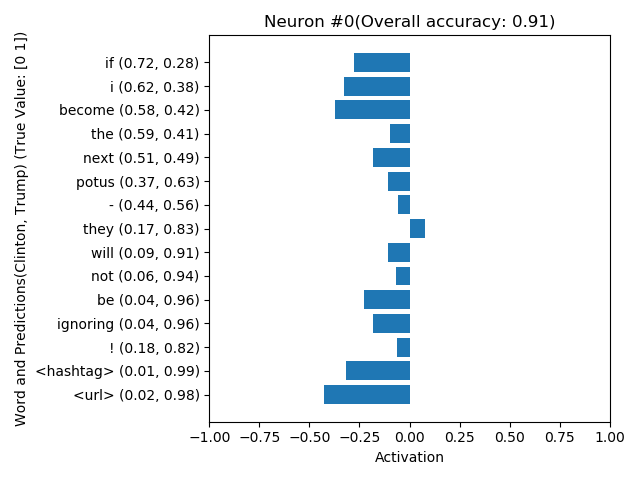 Neuron #0(Overall accuracy: 0.91)
Word and Predictions(Clinton, Trump) (True Value: [0 1])
if (0.72, 0.28)
i (0.62, 0.38)
become (0.58, 0.42)
the (0.59, 0.41)
next (0.51, 0.49)
potus (0.37, 0.63)
- (0.44, 0.56)
they (0.17, 0.83)
will (0.09, 0.91)
not (0.06, 0.94)
be (0.04, 0.96)
ignoring (0.04, 0.96)
! (0.18, 0.82)
<hashtag> (0.01, 0.99)
<url> (0.02, 0.98)
−1.00 −0.75 −0.50 −0.25 0.00 0.25 0.50 0.75 1.00
Activation